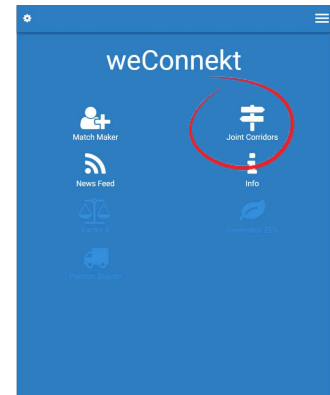 weConnekt
Match Maker
Joint Corridors
News Feed
Info